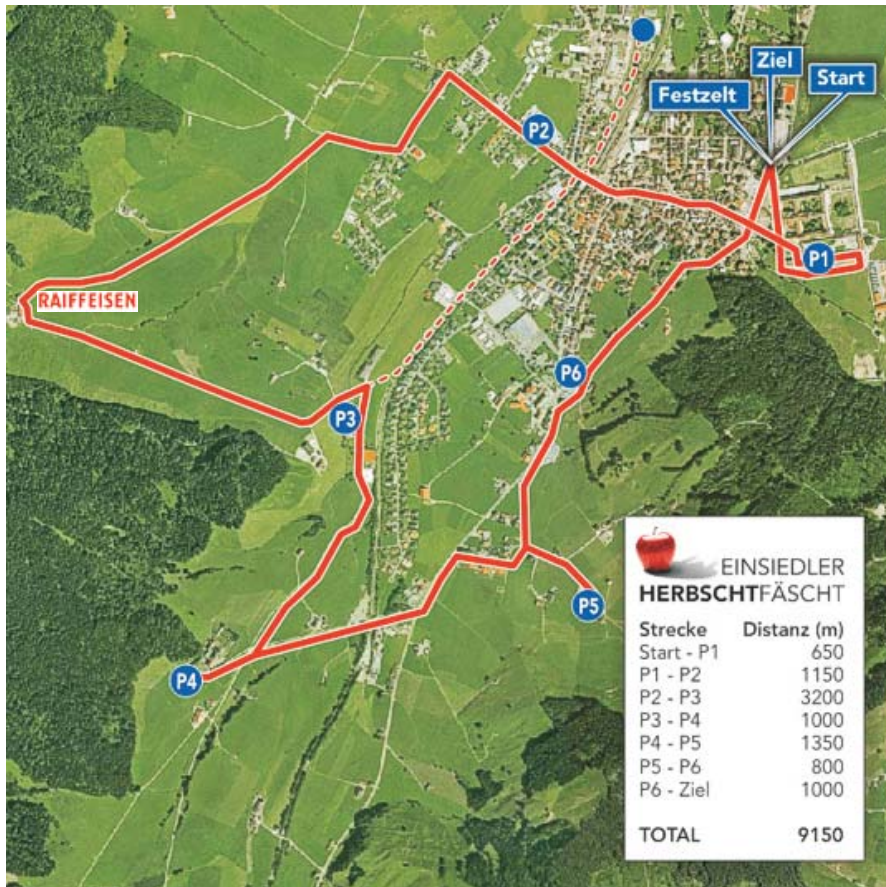 Ziel
Start
Festzelt
P2
P1
RAIFFEISEN
P6
P3
P5
P4
EINSIEDLER
HERBSCHTFÄSCHT
Strecke Distanz (m)
Start - P1 650
P1 - P2 1150
P2 - P3 3200
P3 - P4 1000
P4 - P5 1350
P5 - P6 800
P6 - Ziel 1000
TOTAL 9150